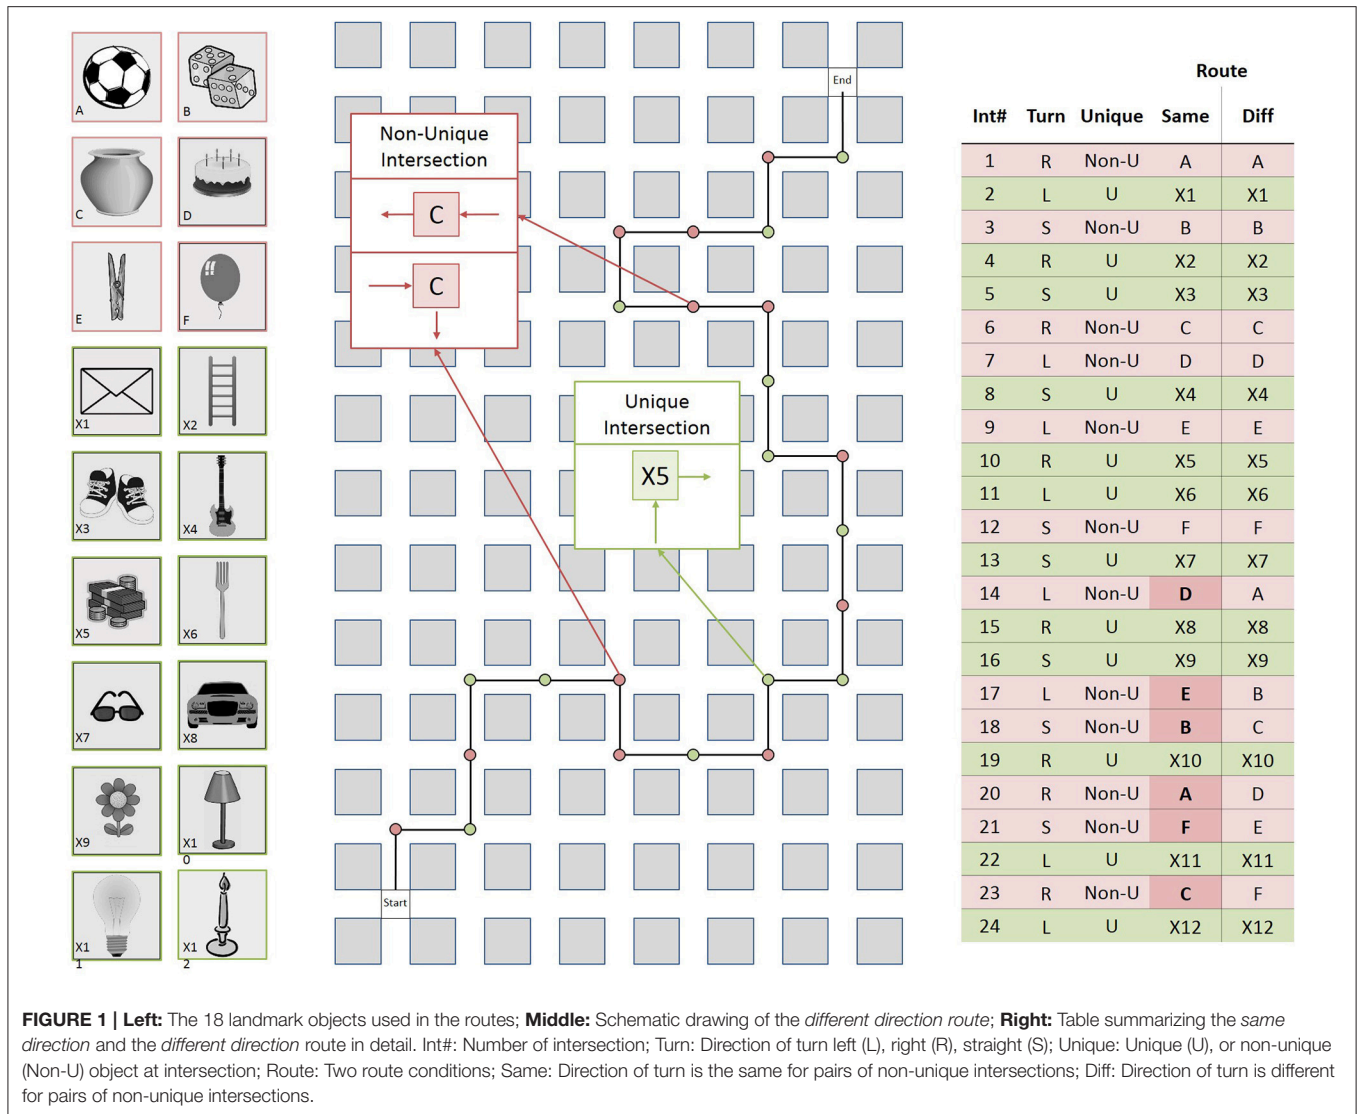 A
B
C
D
E
F
X1
X2
X3
X4
X5
X6
X7
X8
X9
X1
0
X1
1
X1
2
End
Non-Unique
Intersection
C
C
Unique
Intersection
X5
Start
Route
Int# Turn Unique Same Diff
1 R Non-U A A
2 L U X1 X1
3 S Non-U B B
4 R U X2 X2
5 S U X3 X3
6 R Non-U C C
7 L Non-U D D
8 S U X4 X4
9 L Non-U E E
10 R U X5 X5
11 L U X6 X6
12 S Non-U F F
13 S U X7 X7
14 L Non-U D A
15 R U X8 X8
16 S U X9 X9
17 L Non-U E B
18 S Non-U B C
19 R U X10 X10
20 R Non-U A D
21 S Non-U F E
22 L U X11 X11
23 R Non-U C F
24 L U X12 X12
FIGURE 1 | Left: The 18 landmark objects used in the routes; Middle: Schematic drawing of the different direction route; Right: Table summarizing the same
direction and the different direction route in detail. Int#: Number of intersection; Turn: Direction of turn left (L), right (R), straight (S); Unique: Unique (U), or non-unique
(Non-U) object at intersection; Route: Two route conditions; Same: Direction of turn is the same for pairs of non-unique intersections; Diff: Direction of turn is different
for pairs of non-unique intersections.